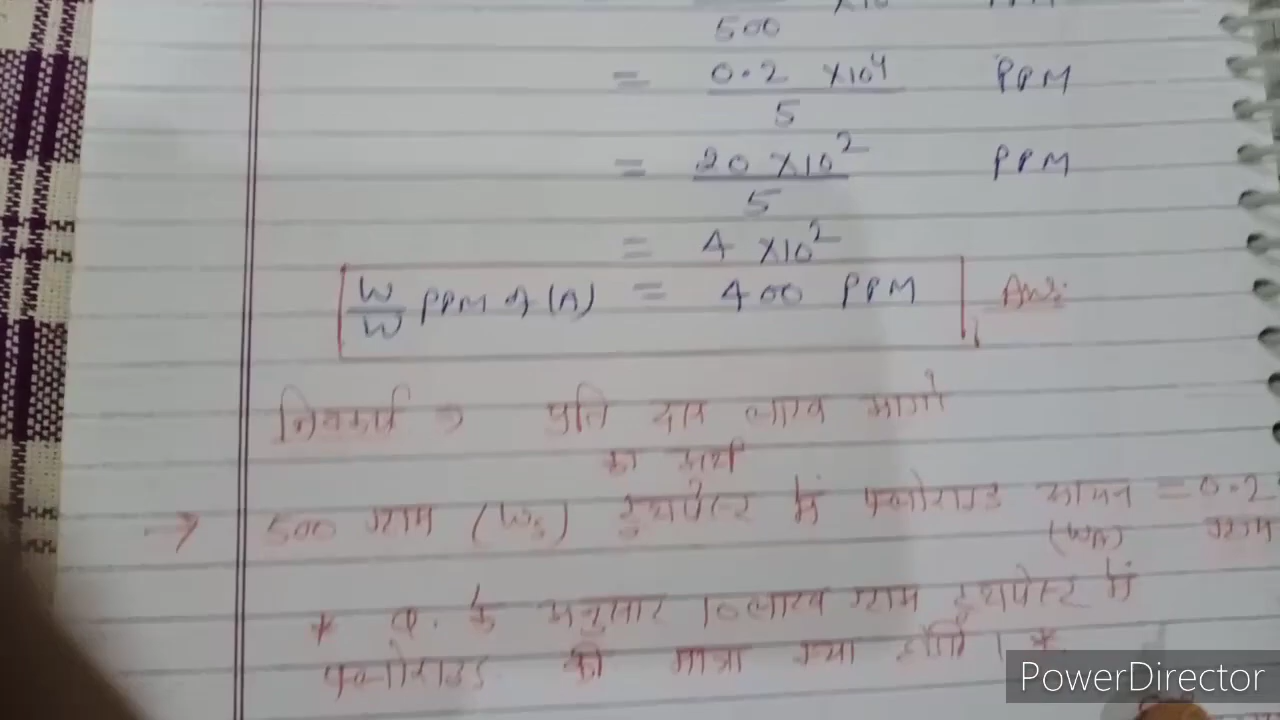 500
= 0.2 ×10⁴ / 5 PPM
= 20 ×10² / 5 PPM
= 4 ×10²
W/W PPM of (A) = 400 PPM Ans:
निष्कर्ष → प्रति दस लाख भागो
का अर्थ
→ 500 ग्राम (Ws) टूथपेस्ट में फ्लोराइड आयन = 0.2
(WA) ग्राम
* प्र. के अनुसार 10 लाख ग्राम टूथपेस्ट में
फ्लोराइड की मात्रा क्या होगी । *
PowerDirector